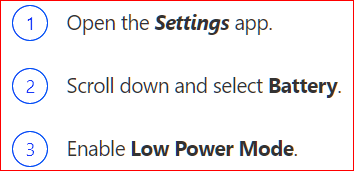 1 Open the Settings app.
2 Scroll down and select Battery.
3 Enable Low Power Mode.